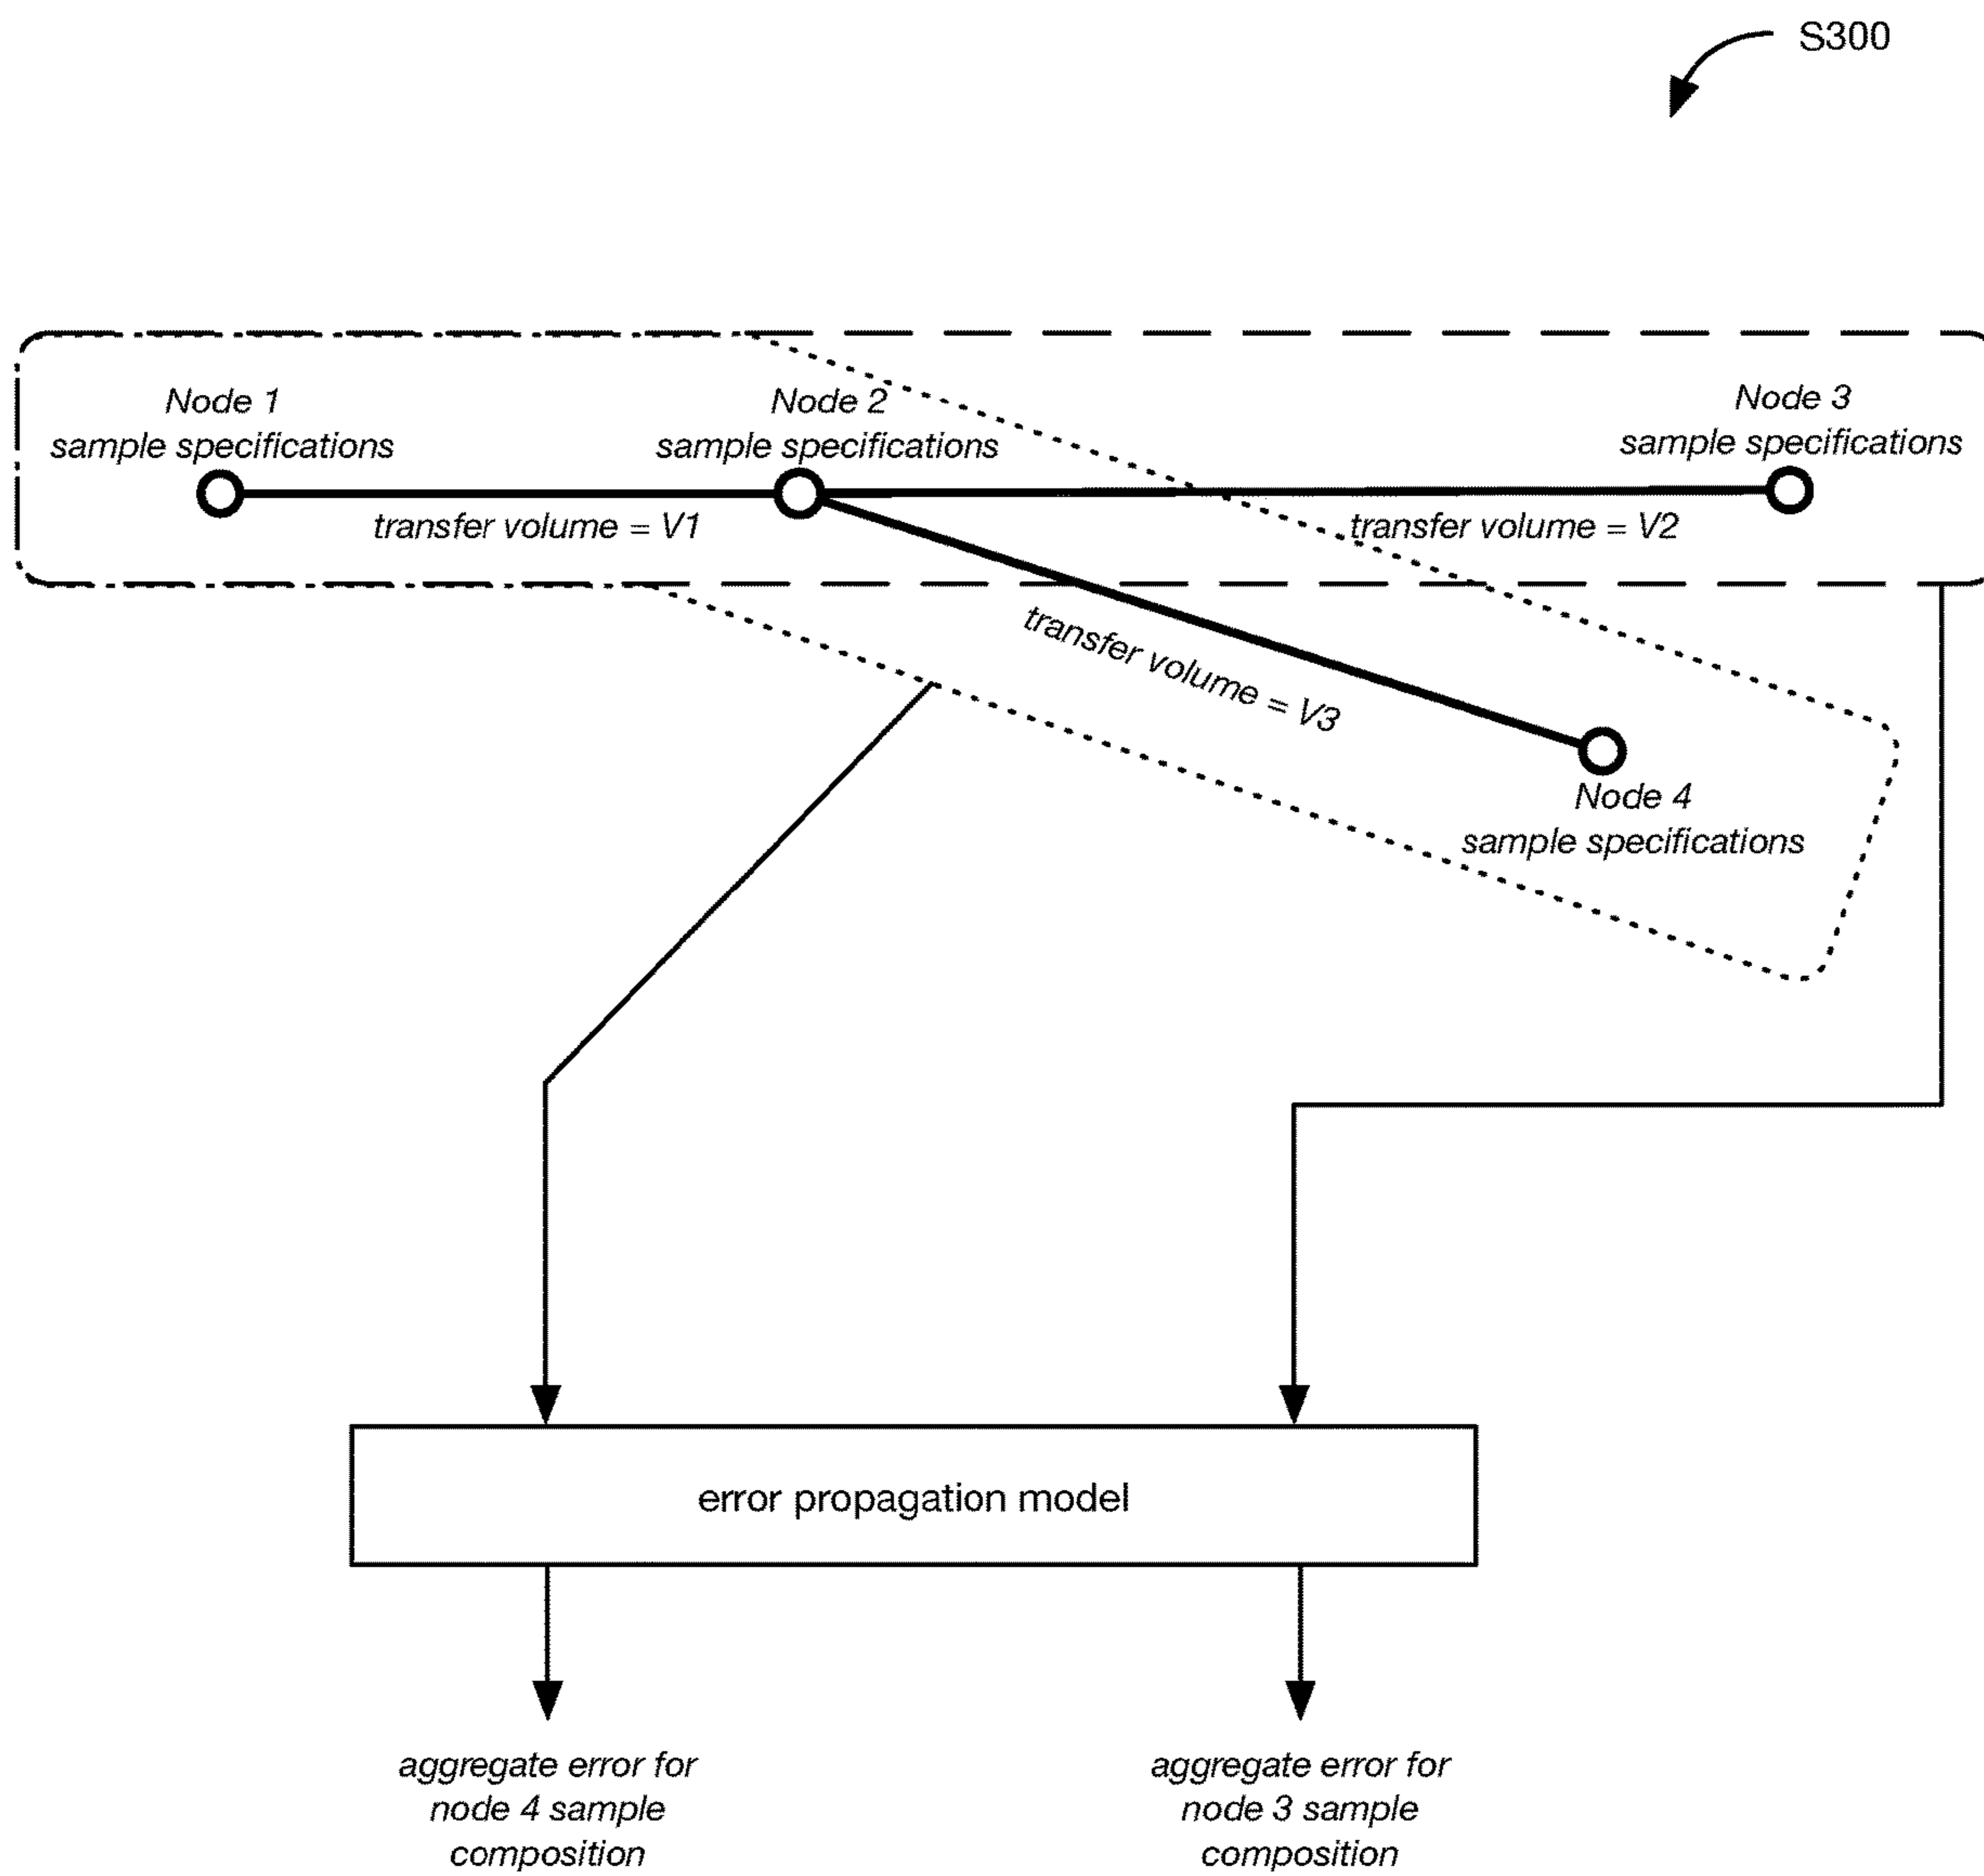 S300
Node 1
sample specifications
Node 2
sample specifications
Node 3
sample specifications
transfer volume = V1
transfer volume = V2
transfer volume = V3
Node 4
sample specifications
error propagation model
aggregate error for
node 4 sample
composition
aggregate error for
node 3 sample
composition